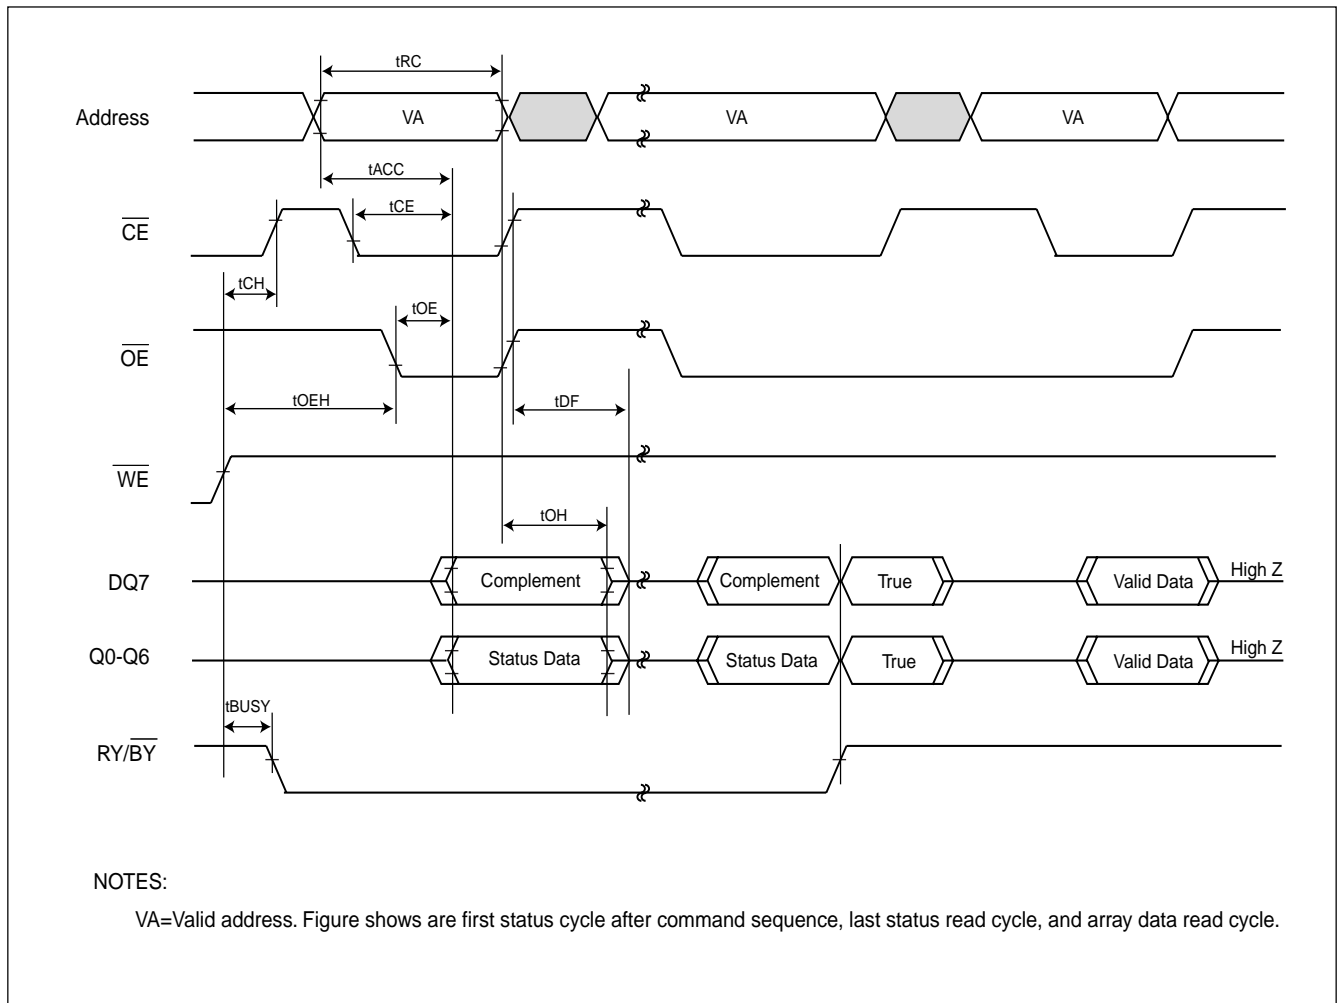 tRC
Address VA VA VA
tACC
CE tCE
tCH
tOE
OE
tOEH tDF
WE
tOH
DQ7 Complement Complement True Valid Data High Z
Q0-Q6 Status Data Status Data True Valid Data High Z
tBUSY
RY/BY
NOTES:
VA=Valid address. Figure shows are first status cycle after command sequence, last status read cycle, and array data read cycle.